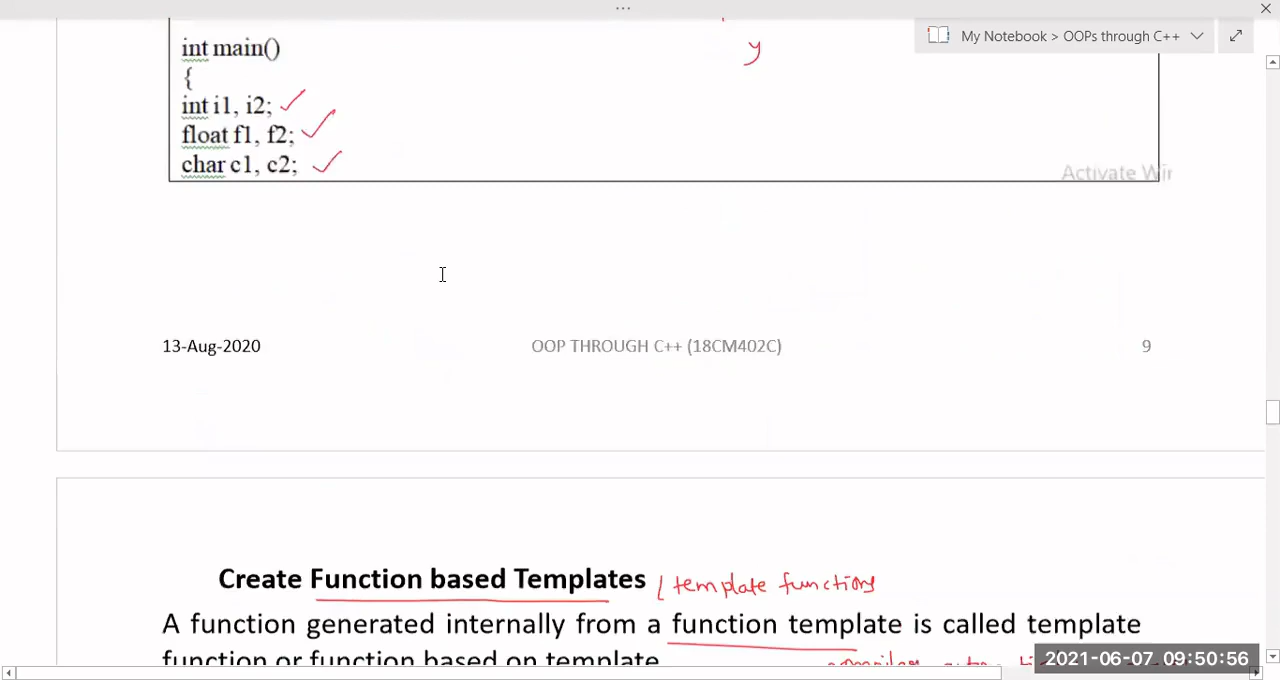 My Notebook > OOPs through C++
int main()
y
{
int i1, i2;
float f1, f2;
char c1, c2;
Activate Wir
13-Aug-2020
OOP THROUGH C++ (18CM402C)
9
Create Function based Templates / template functions
A function generated internally from a function template is called template
function or function based on template
2021-06-07 09:50:56